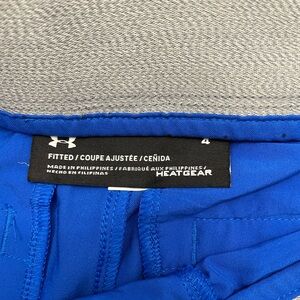 4
FITTED / COUPE AJUSTÉE / CEÑIDA
MADE IN PHILIPPINES / FABRIQUÉ AUX PHILIPPINES /
HECHO EN FILIPINAS
HEATGEAR